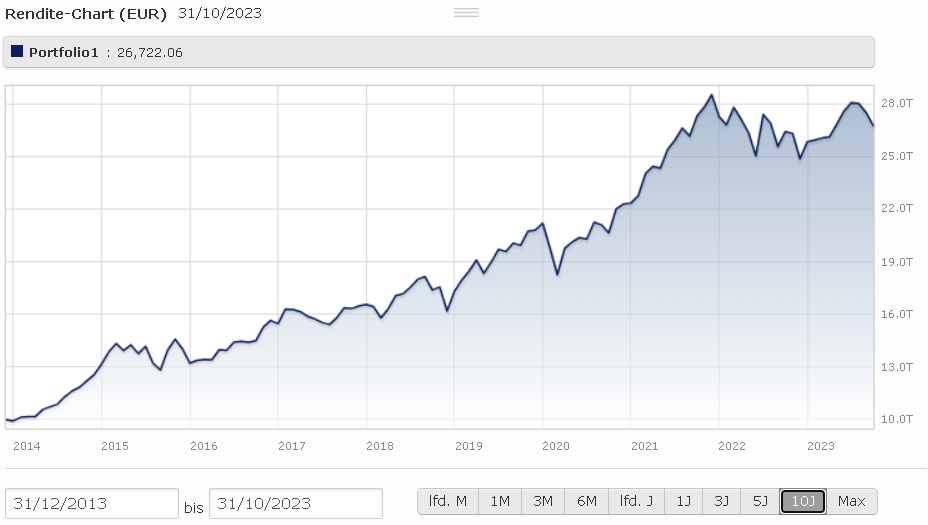 Rendite-Chart (EUR) 31/10/2023
Portfolio1 : 26,722.06
28.0T
25.0T
22.0T
19.0T
16.0T
13.0T
10.0T
2014 2015 2016 2017 2018 2019 2020 2021 2022 2023
31/12/2013 bis 31/10/2023 lfd. M 1M 3M 6M lfd. J 1J 3J 5J 10J Max